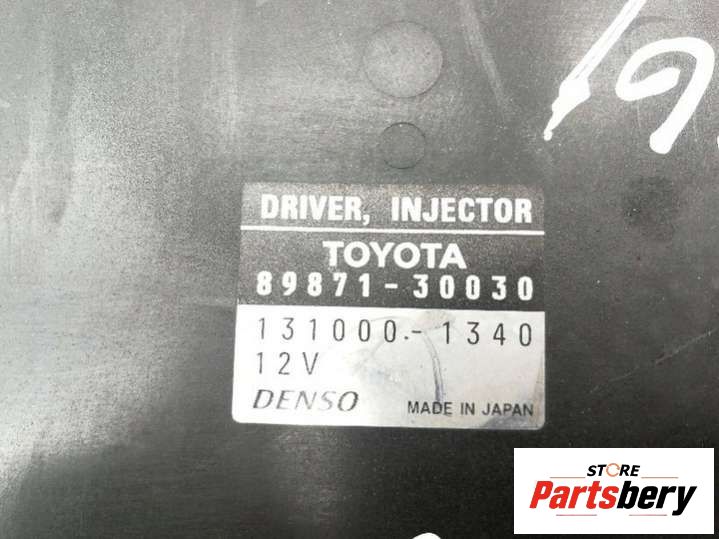 DRIVER, INJECTOR
TOYOTA
89871-30030
131000-1340
12V
DENSO MADE IN JAPAN
STORE
Partsbery